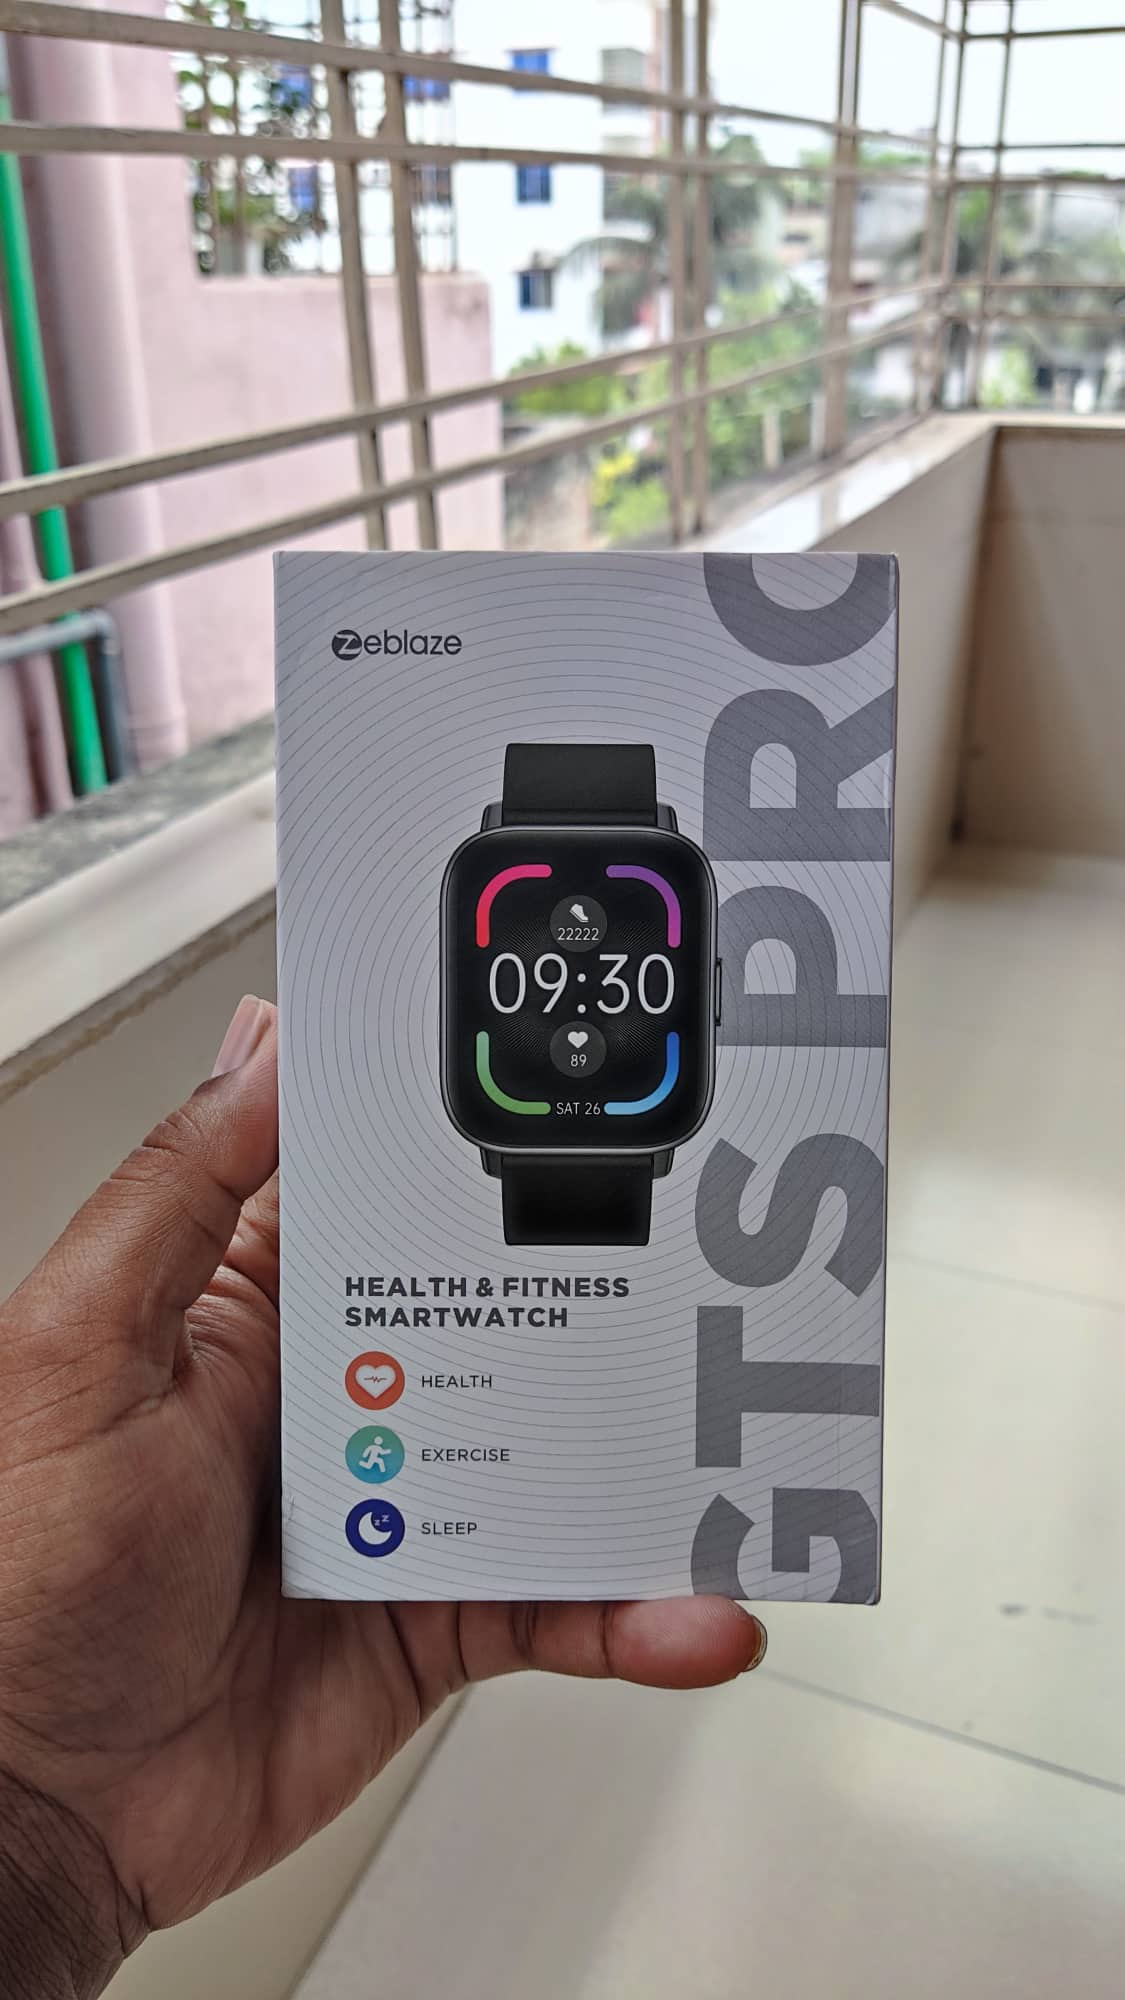 zeblaze
22222
09:30
89
SAT 26
HEALTH & FITNESS
SMARTWATCH
HEALTH
EXERCISE
SLEEP
GTS PRO